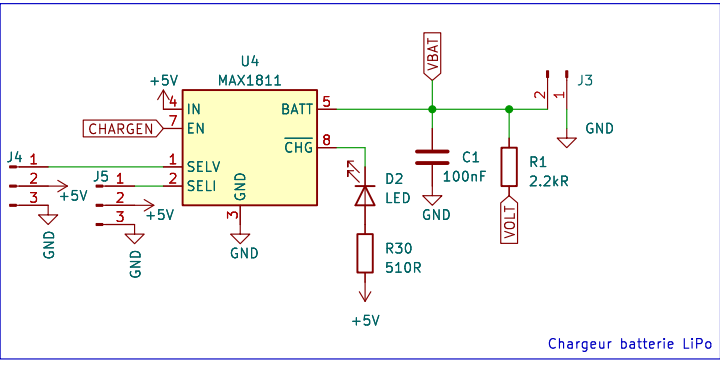 U4
MAX1811
+5V
4
IN
BATT
5
7
EN
CHARGEN
CHG
8
1
SELV
2
SELI
GND
3
GND
J4
1
2
3
+5V
GND
J5
1
2
3
+5V
GND
VBAT
J3
2
1
GND
C1
100nF
GND
R1
2.2kR
VOLT
D2
LED
R30
510R
+5V
Chargeur batterie LiPo